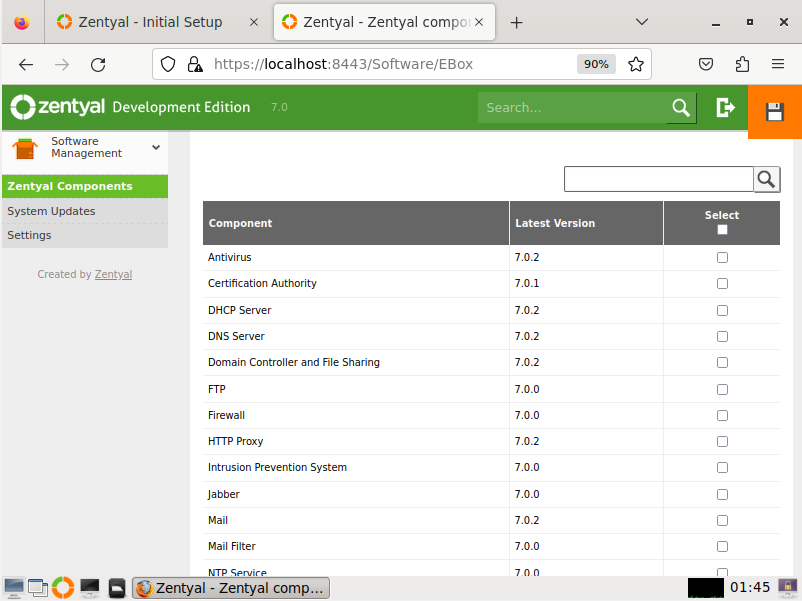 Zentyal - Initial Setup
Zentyal - Zentyal compo
https://localhost:8443/Software/EBox
90%
zentyal Development Edition 7.0
Search...
Software
Management
Zentyal Components
System Updates
Settings
Created by Zentyal
Component Latest Version Select
Antivirus 7.0.2
Certification Authority 7.0.1
DHCP Server 7.0.2
DNS Server 7.0.2
Domain Controller and File Sharing 7.0.2
FTP 7.0.0
Firewall 7.0.0
HTTP Proxy 7.0.2
Intrusion Prevention System 7.0.0
Jabber 7.0.0
Mail 7.0.2
Mail Filter 7.0.0
NTP Service 7.0.0
Zentyal - Zentyal comp...
01:45